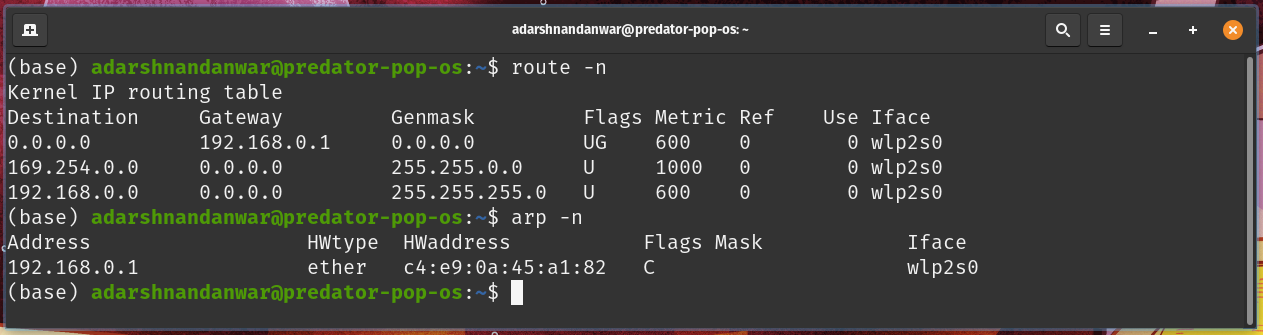 adarshnandanwar@predator-pop-os: ~
(base) adarshnandanwar@predator-pop-os:~$ route -n
Kernel IP routing table
Destination     Gateway         Genmask         Flags Metric Ref    Use Iface
0.0.0.0         192.168.0.1     0.0.0.0         UG    600    0        0 wlp2s0
169.254.0.0     0.0.0.0         255.255.0.0     U     1000   0        0 wlp2s0
192.168.0.0     0.0.0.0         255.255.255.0   U     600    0        0 wlp2s0
(base) adarshnandanwar@predator-pop-os:~$ arp -n
Address                  HWtype  HWaddress           Flags Mask            Iface
192.168.0.1              ether   c4:e9:0a:45:a1:82   C                     wlp2s0
(base) adarshnandanwar@predator-pop-os:~$